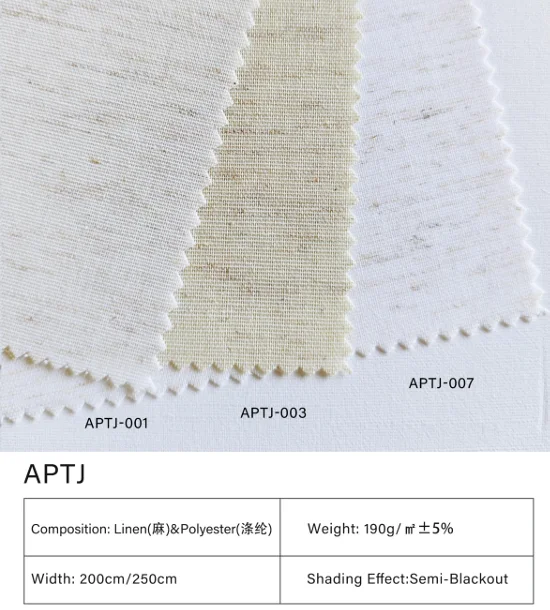 APTJ-007
APTJ-003
APTJ-001
APTJ
Composition: Linen(麻)&Polyester(涤纶)
Weight: 190g/㎡±5%
Width: 200cm/250cm
Shading Effect:Semi-Blackout